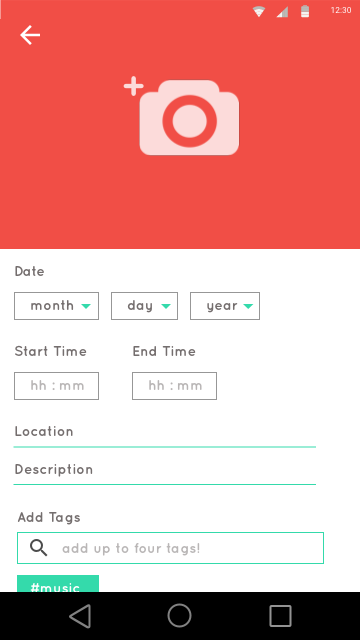 12:30
Date
month day year
Start Time End Time
hh : mm hh : mm
Location
Description
Add Tags
add up to four tags!
#music